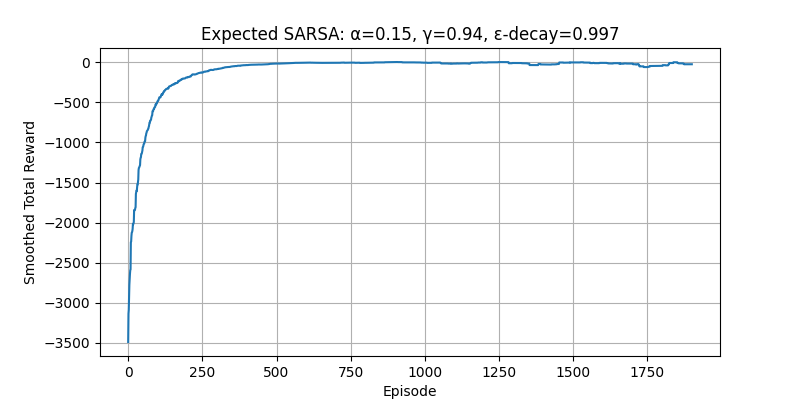 Expected SARSA: α=0.15, γ=0.94, ε-decay=0.997
Smoothed Total Reward
0
−500
−1000
−1500
−2000
−2500
−3000
−3500
0 250 500 750 1000 1250 1500 1750
Episode